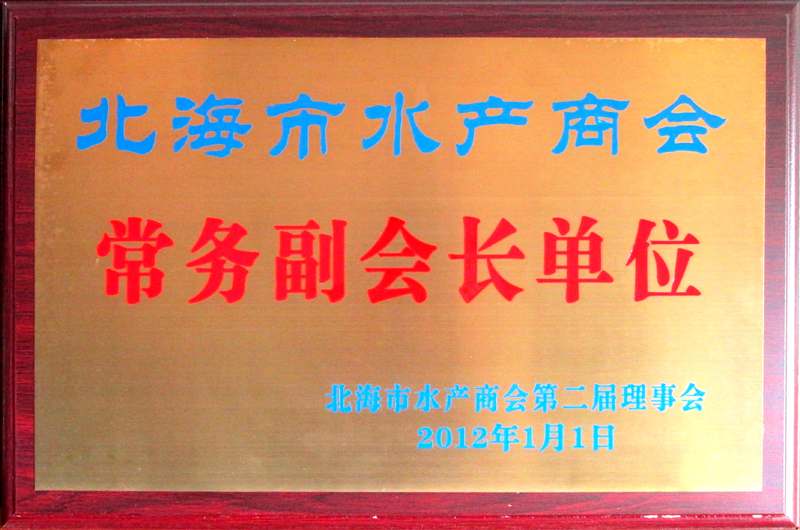 北海市水产商会
常务副会长单位
北海市水产商会第二届理事会
2012年1月1日